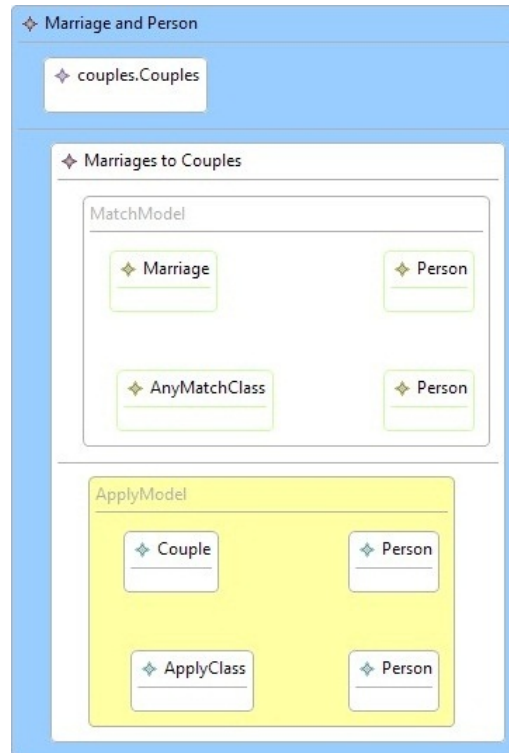 Marriage and Person
couples.Couples
Marriages to Couples
MatchModel
Marriage
Person
AnyMatchClass
Person
ApplyModel
Couple
Person
ApplyClass
Person